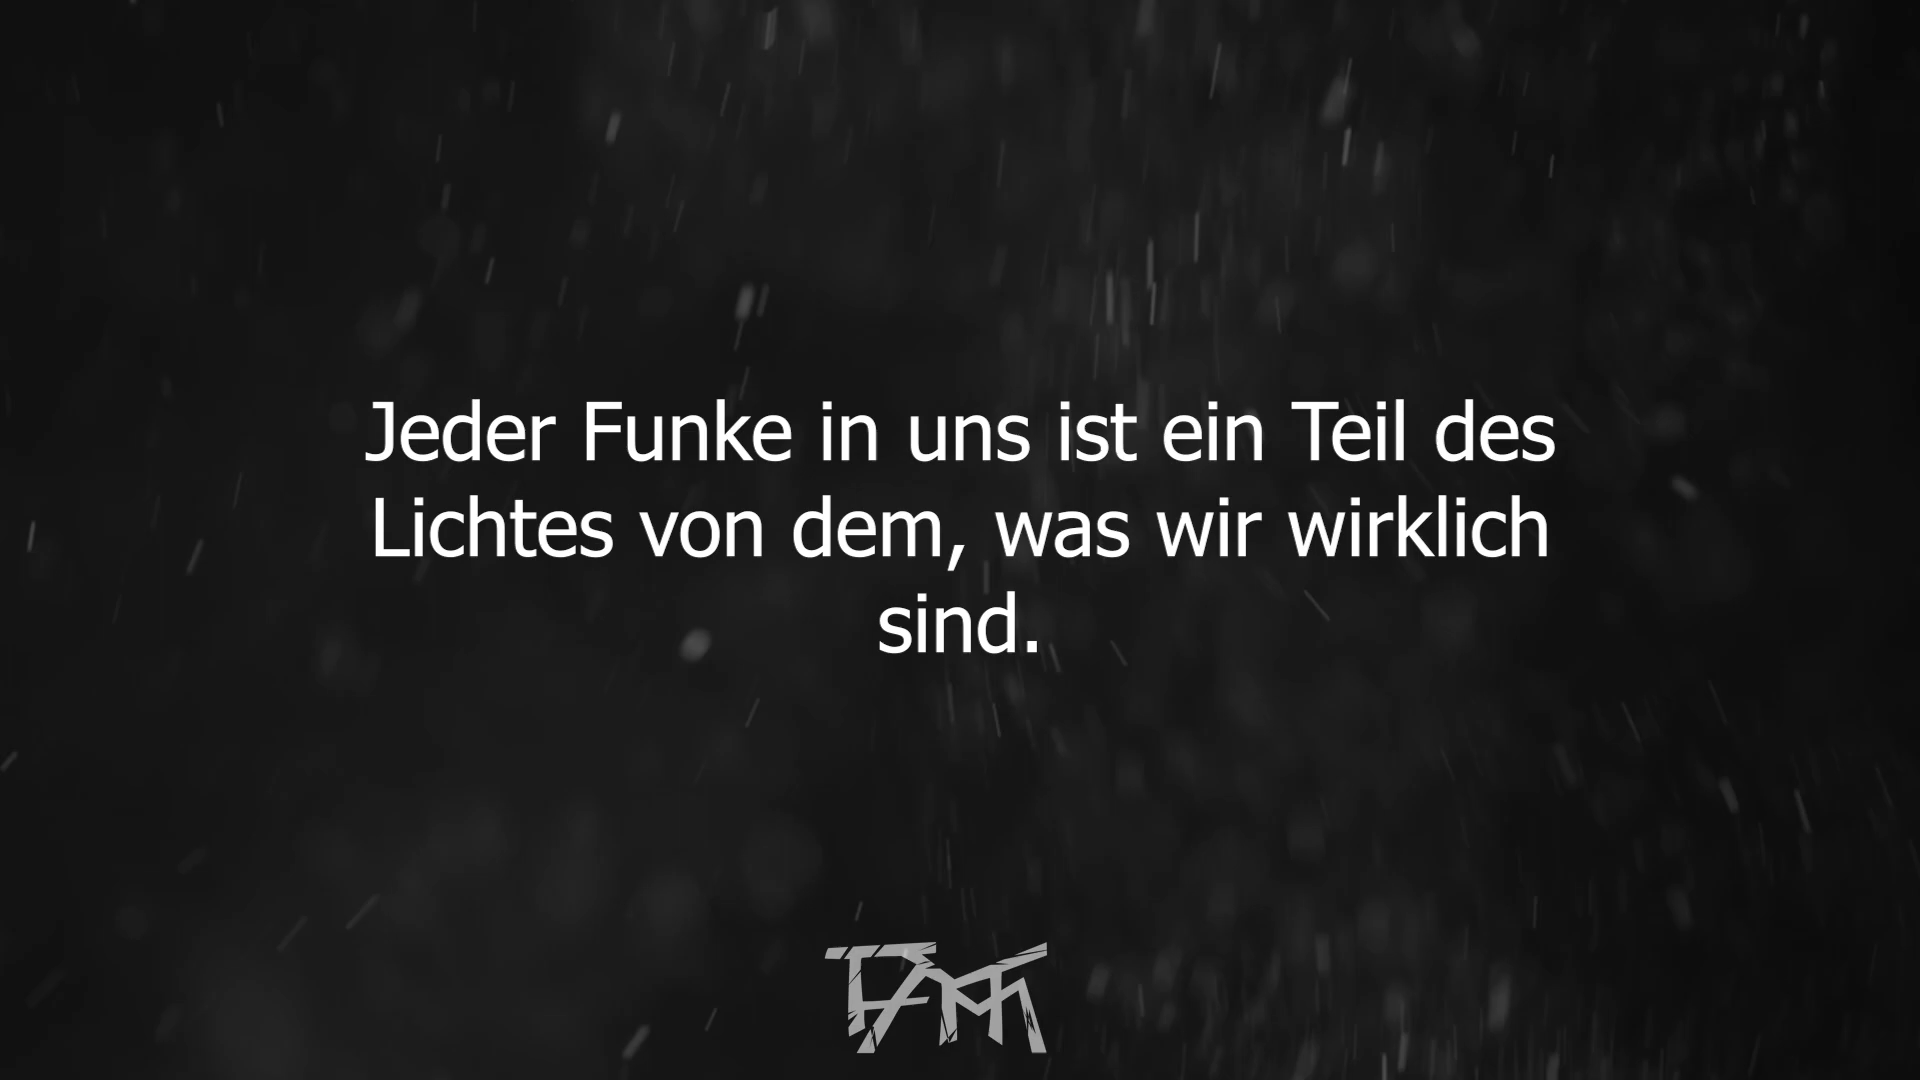 Jeder Funke in uns ist ein Teil des
Lichtes von dem, was wir wirklich
sind.